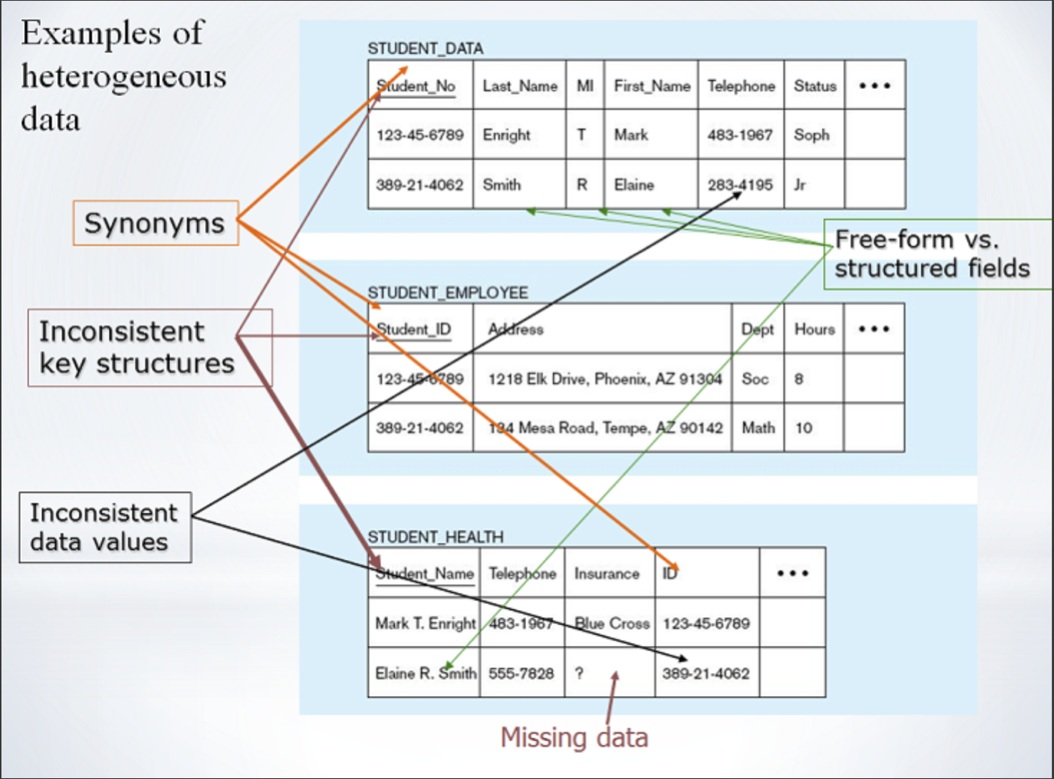 Examples of
heterogeneous
data
STUDENT_DATA
Student_No Last_Name MI First_Name Telephone Status •••
123-45-6789 Enright T Mark 483-1967 Soph
389-21-4062 Smith R Elaine 283-4195 Jr
Synonyms
Free-form vs.
structured fields
STUDENT_EMPLOYEE
Student_ID Address Dept Hours •••
123-45-6789 1218 Elk Drive, Phoenix, AZ 91304 Soc 8
389-21-4062 134 Mesa Road, Tempe, AZ 90142 Math 10
Inconsistent
key structures
Inconsistent
data values
STUDENT_HEALTH
Student_Name Telephone Insurance ID •••
Mark T. Enright 483-1967 Blue Cross 123-45-6789
Elaine R. Smith 555-7828 ? 389-21-4062
Missing data